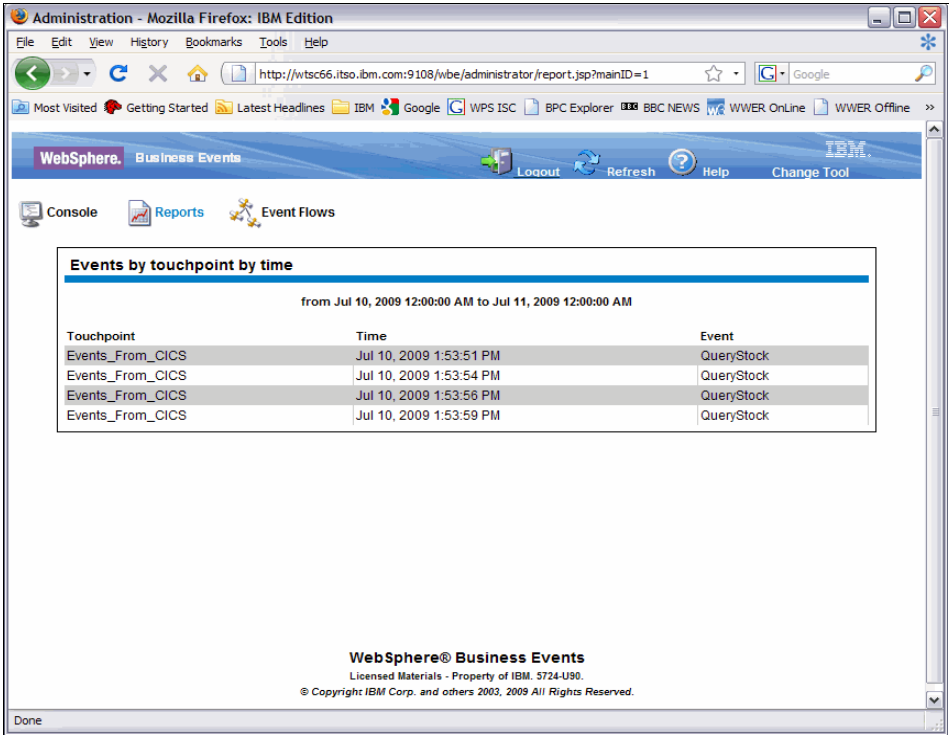 Administration - Mozilla Firefox: IBM Edition
File Edit View History Bookmarks Tools Help
http://wtsc66.itso.ibm.com:9108/wbe/administrator/report.jsp?mainID=1 G Google
Most Visited Getting Started Latest Headlines IBM Google WPS ISC BPC Explorer BBC BBC NEWS WWER OnLine WWER Offline »
WebSphere. Business Events Logout Refresh Help IBM. Change Tool
Console Reports Event Flows
Events by touchpoint by time
from Jul 10, 2009 12:00:00 AM to Jul 11, 2009 12:00:00 AM
Touchpoint Time Event
Events_From_CICS Jul 10, 2009 1:53:51 PM QueryStock
Events_From_CICS Jul 10, 2009 1:53:54 PM QueryStock
Events_From_CICS Jul 10, 2009 1:53:56 PM QueryStock
Events_From_CICS Jul 10, 2009 1:53:59 PM QueryStock
WebSphere® Business Events
Licensed Materials - Property of IBM. 5724-U90.
© Copyright IBM Corp. and others 2003, 2009 All Rights Reserved.
Done